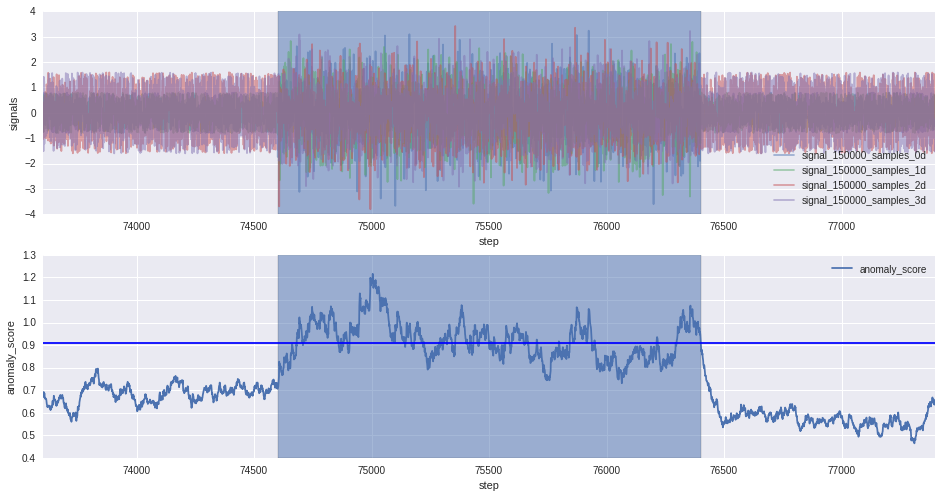 4
3
2
1
0
−1
−2
−3
−4
signals
signal_150000_samples_0d
signal_150000_samples_1d
signal_150000_samples_2d
signal_150000_samples_3d
74000 74500 75000 75500 76000 76500 77000
step
1.3
1.2
1.1
1.0
0.9
0.8
0.7
0.6
0.5
0.4
anomaly_score
anomaly_score
74000 74500 75000 75500 76000 76500 77000
step